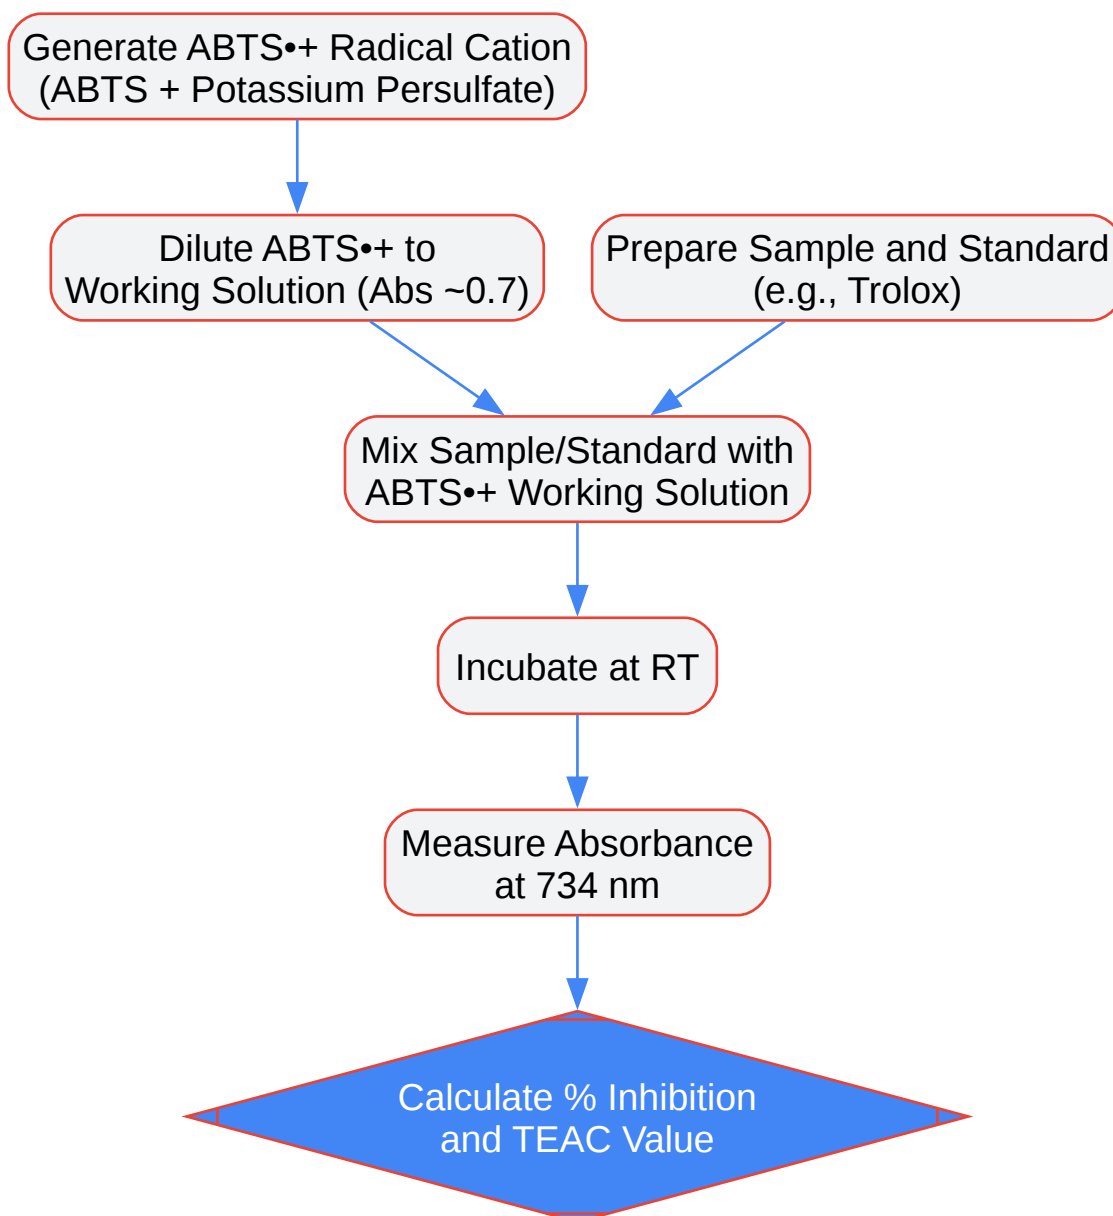 Generate ABTS•+ Radical Cation
(ABTS + Potassium Persulfate)
Dilute ABTS•+ to
Working Solution (Abs ~0.7)
Prepare Sample and Standard
(e.g., Trolox)
Mix Sample/Standard with
ABTS•+ Working Solution
Incubate at RT
Measure Absorbance
at 734 nm
Calculate % Inhibition
and TEAC Value